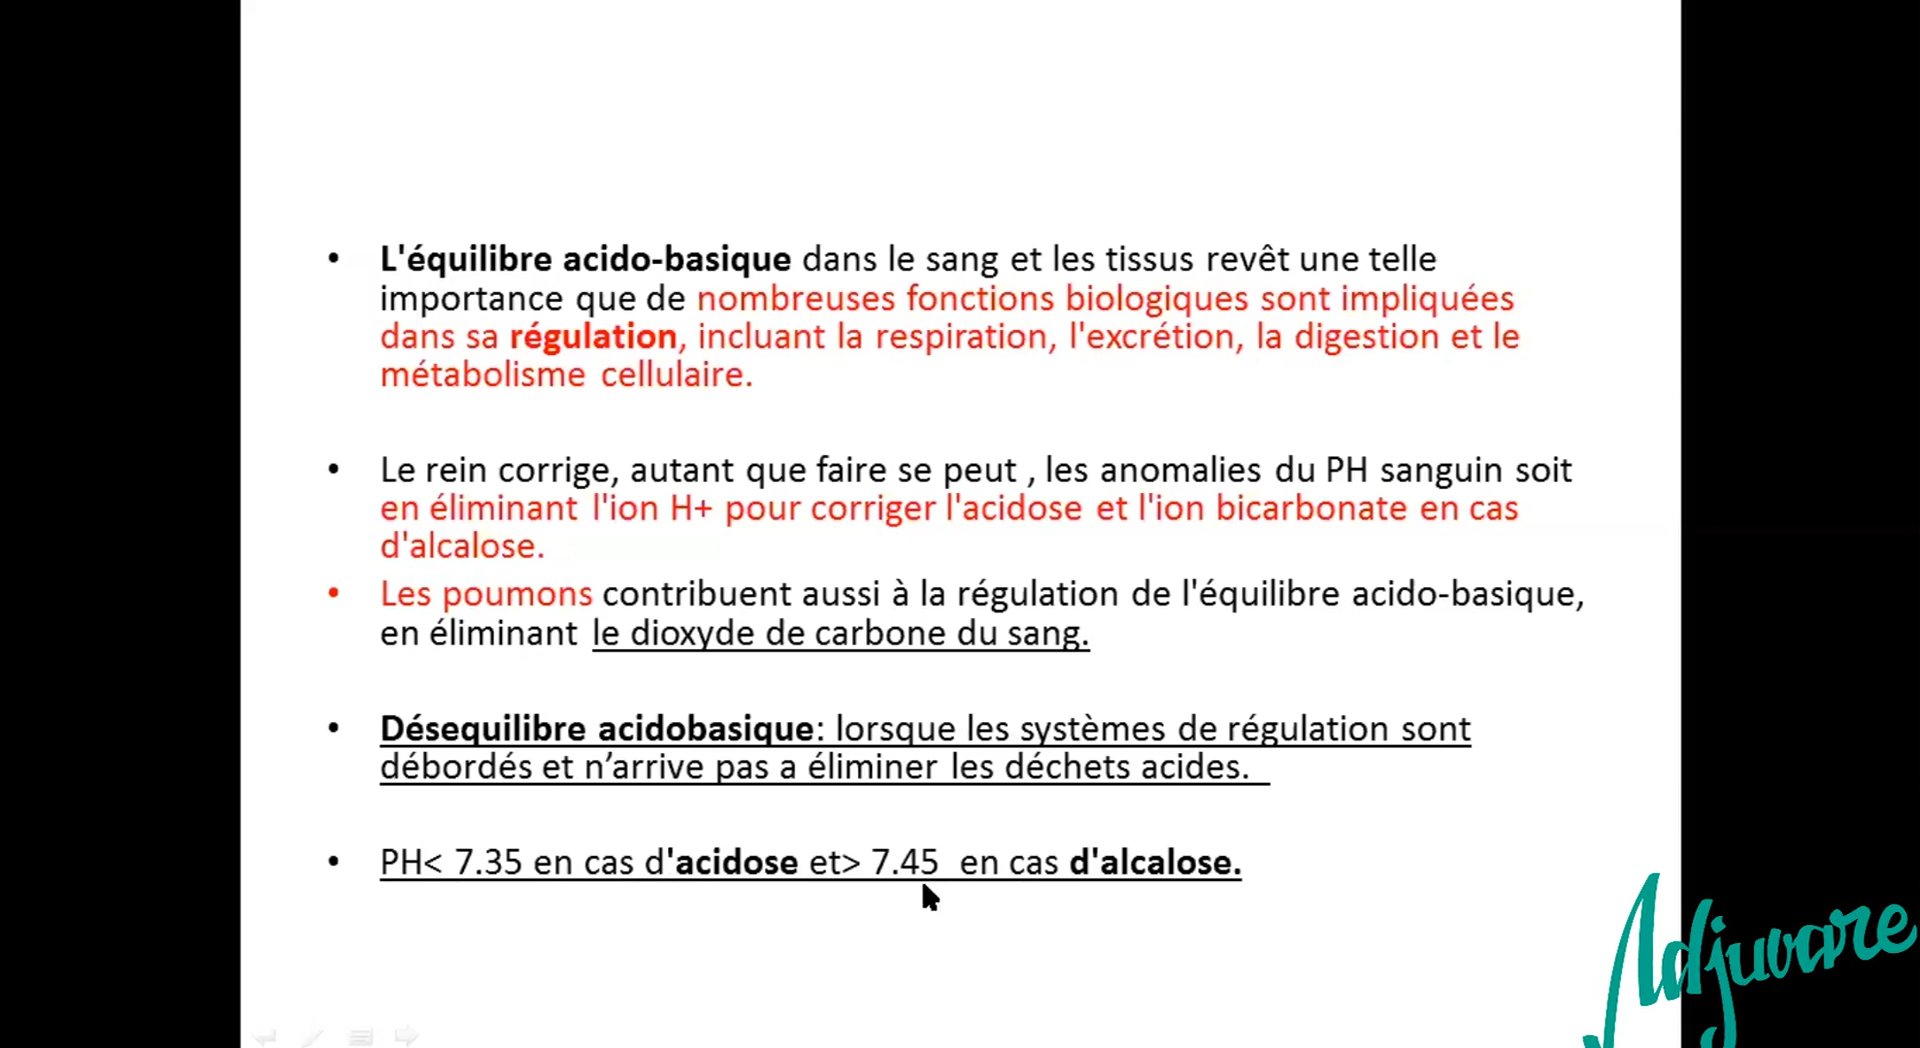 • L'équilibre acido-basique dans le sang et les tissus revêt une telle
importance que de nombreuses fonctions biologiques sont impliquées
dans sa régulation, incluant la respiration, l'excrétion, la digestion et le
métabolisme cellulaire.
• Le rein corrige, autant que faire se peut , les anomalies du PH sanguin soit
en éliminant l'ion H+ pour corriger l'acidose et l'ion bicarbonate en cas
d'alcalose.
• Les poumons contribuent aussi à la régulation de l'équilibre acido-basique,
en éliminant le dioxyde de carbone du sang.
• Désequilibre acidobasique: lorsque les systèmes de régulation sont
débordés et n’arrive pas a éliminer les déchets acides.
• PH< 7.35 en cas d'acidose et> 7.45 en cas d'alcalose.
Adjuvare